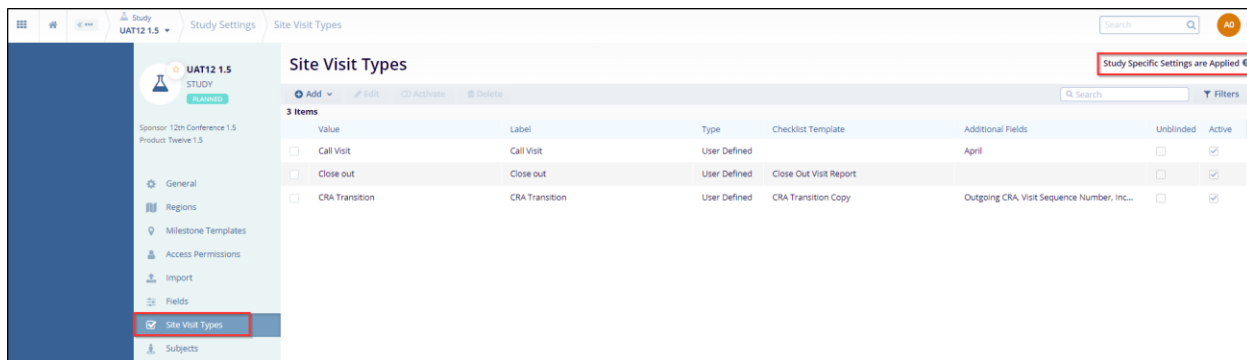 Study
UAT12 1.5
Study Settings
Site Visit Types
Search
AO
UAT12 1.5
STUDY
PLANNED
Sponsor 12th Conference 1.5
Product Twelve 1.5
General
Regions
Milestone Templates
Access Permissions
Import
Fields
Site Visit Types
Subjects
Site Visit Types
Study Specific Settings are Applied
Add Edit Activate Delete
Search
Filters
3 Items
Value Label Type Checklist Template Additional Fields Unblinded Active
Call Visit Call Visit User Defined April
Close out Close out User Defined Close Out Visit Report
CRA Transition CRA Transition User Defined CRA Transition Copy Outgoing CRA, Visit Sequence Number, Inc...